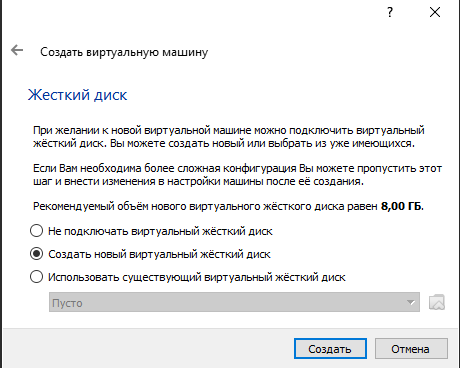 ?
Создать виртуальную машину
Жесткий диск
При желании к новой виртуальной машине можно подключить виртуальный
жёсткий диск. Вы можете создать новый или выбрать из уже имеющихся.
Если Вам необходима более сложная конфигурация Вы можете пропустить этот
шаг и внести изменения в настройки машины после её создания.
Рекомендуемый объём нового виртуального жёсткого диска равен 8,00 ГБ.
Не подключать виртуальный жёсткий диск
Создать новый виртуальный жёсткий диск
Использовать существующий виртуальный жёсткий диск
Пусто
Создать
Отмена